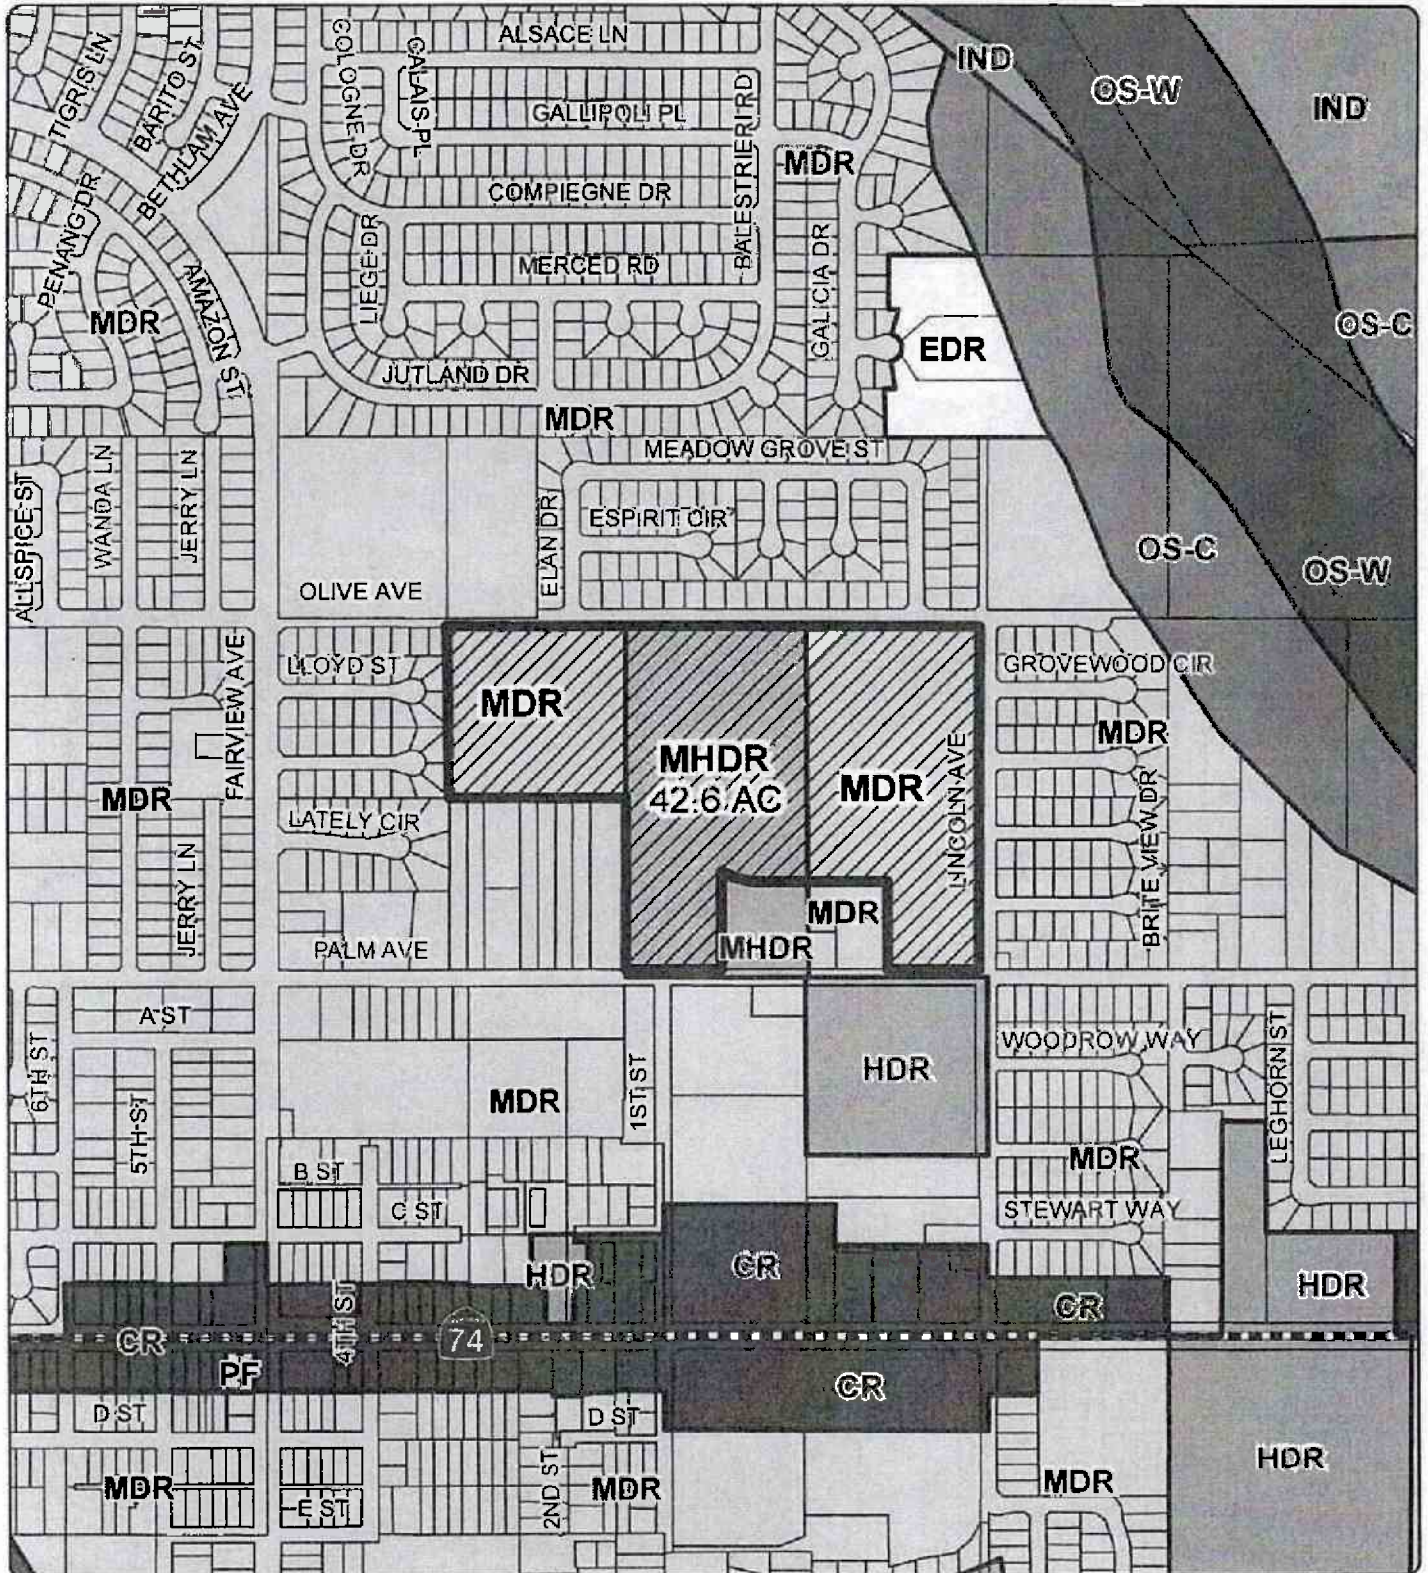 ALSACE LN
IND
OS-W
IND
TIGRIS LN
BARITO ST
BETHLAM AVE
COLOGNE DR
CALAIS PL
GALLIPOLI PL
BALESTRIERI RD
MDR
COMPIEGNE DR
PENANG DR
LIEGE DR
MERCED RD
GALICIA DR
AMAZON ST
MDR
OS-C
EDR
JUTLAND DR
MDR
MEADOW GROVE ST
ALLSPICE ST
WANDA LN
JERRY LN
ELAN DR
ESPIRIT CIR
OS-C
OS-W
OLIVE AVE
LLOYD ST
FAIRVIEW AVE
MDR
GROVEWOOD CIR
MDR
MHDR
42.6 AC
MDR
LINCOLN AVE
BRITE VIEW DR
MDR
LATELY CIR
JERRY LN
MDR
PALM AVE
MHDR
A ST
6TH ST
WOODROW WAY
LEGHORN ST
HDR
MDR
1ST ST
5TH ST
B ST
MDR
C ST
STEWART WAY
CR
HDR
HDR
4TH ST
CR
CR
74
PF
CR
D ST
D ST
HDR
MDR
2ND ST
MDR
MDR
E ST